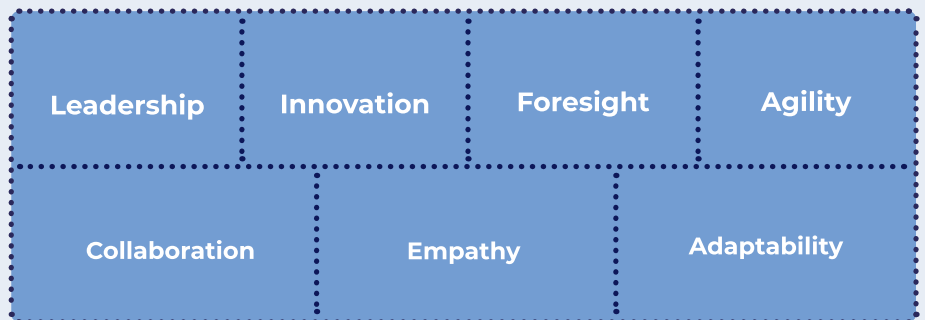 Leadership
Innovation
Foresight
Agility
Collaboration
Empathy
Adaptability